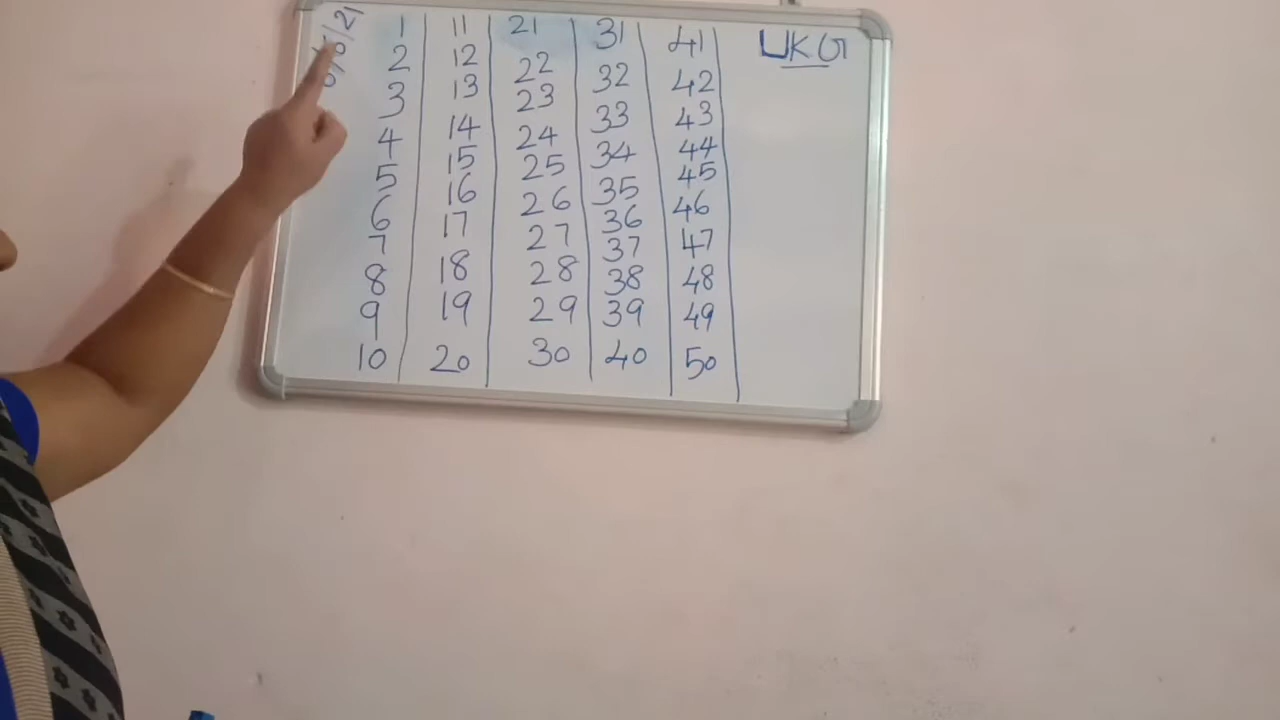 1 11 21 31 41 UKG
2 12 22 32 42
3 13 23 33 43
4 14 24 34 44
5 15 25 35 45
6 16 26 36 46
7 17 27 37 47
8 18 28 38 48
9 19 29 39 49
10 20 30 40 50